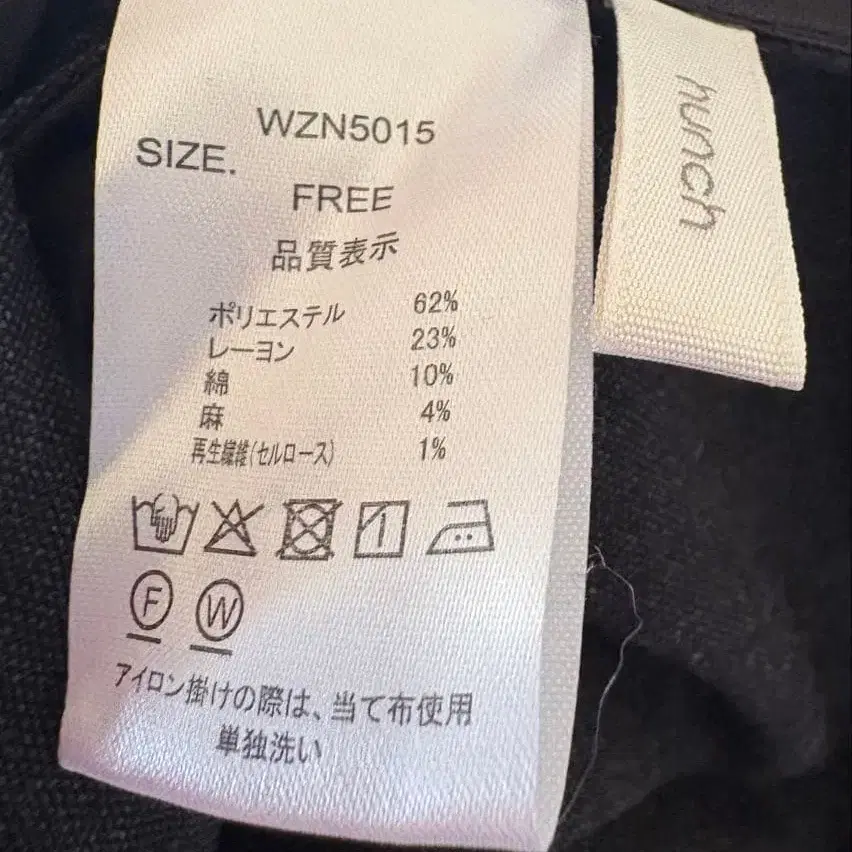 WZN5015
SIZE.
FREE
品質表示
ポリエステル 62%
レーヨン 23%
綿 10%
麻 4%
再生繊維(セルロース) 1%
F W
アイロン掛けの際は、当て布使用
単独洗い
hunch